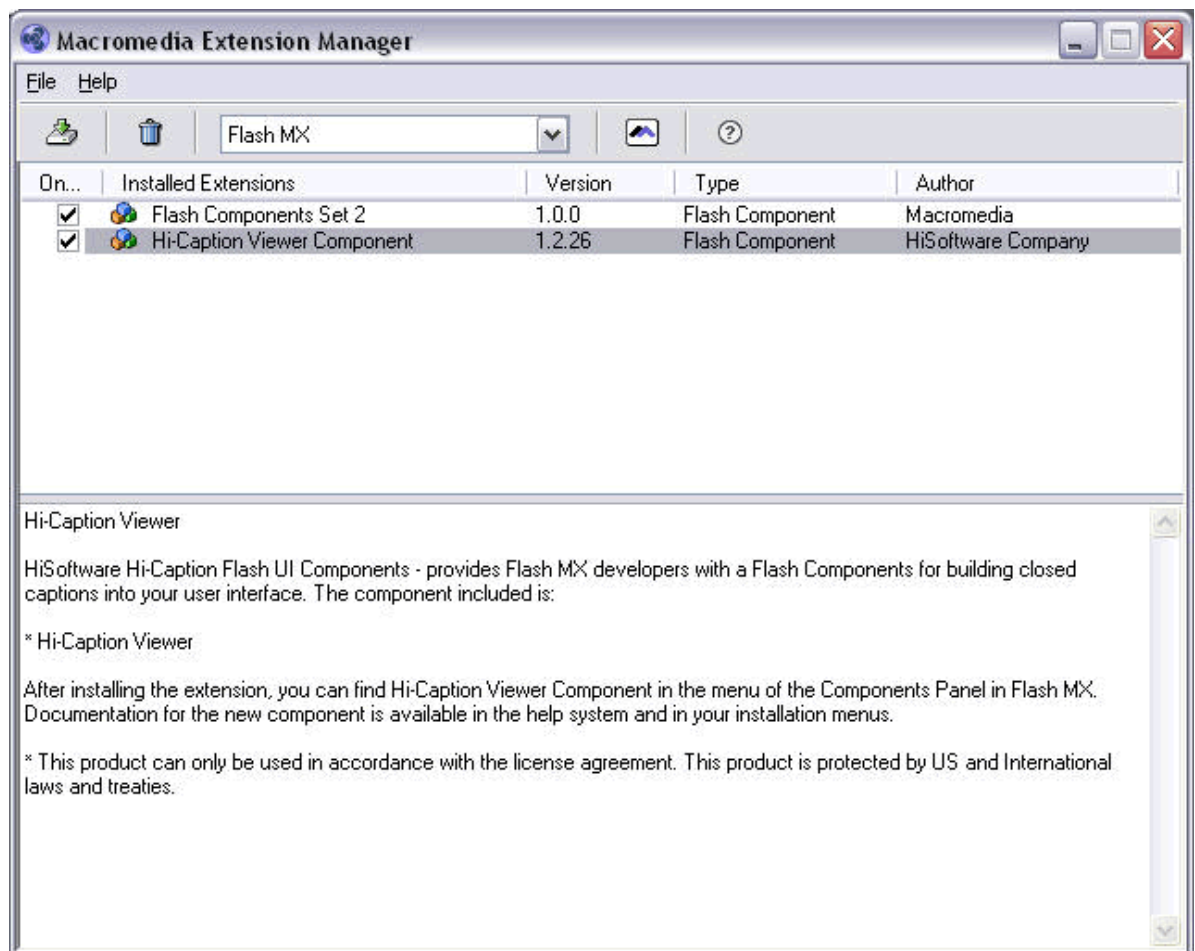 Macromedia Extension Manager
File Help
Flash MX
On... Installed Extensions Version Type Author
Flash Components Set 2 1.0.0 Flash Component Macromedia
Hi-Caption Viewer Component 1.2.26 Flash Component HiSoftware Company
Hi-Caption Viewer
HiSoftware Hi-Caption Flash UI Components - provides Flash MX developers with a Flash Components for building closed
captions into your user interface. The component included is:
* Hi-Caption Viewer
After installing the extension, you can find Hi-Caption Viewer Component in the menu of the Components Panel in Flash MX.
Documentation for the new component is available in the help system and in your installation menus.
* This product can only be used in accordance with the license agreement. This product is protected by US and International
laws and treaties.